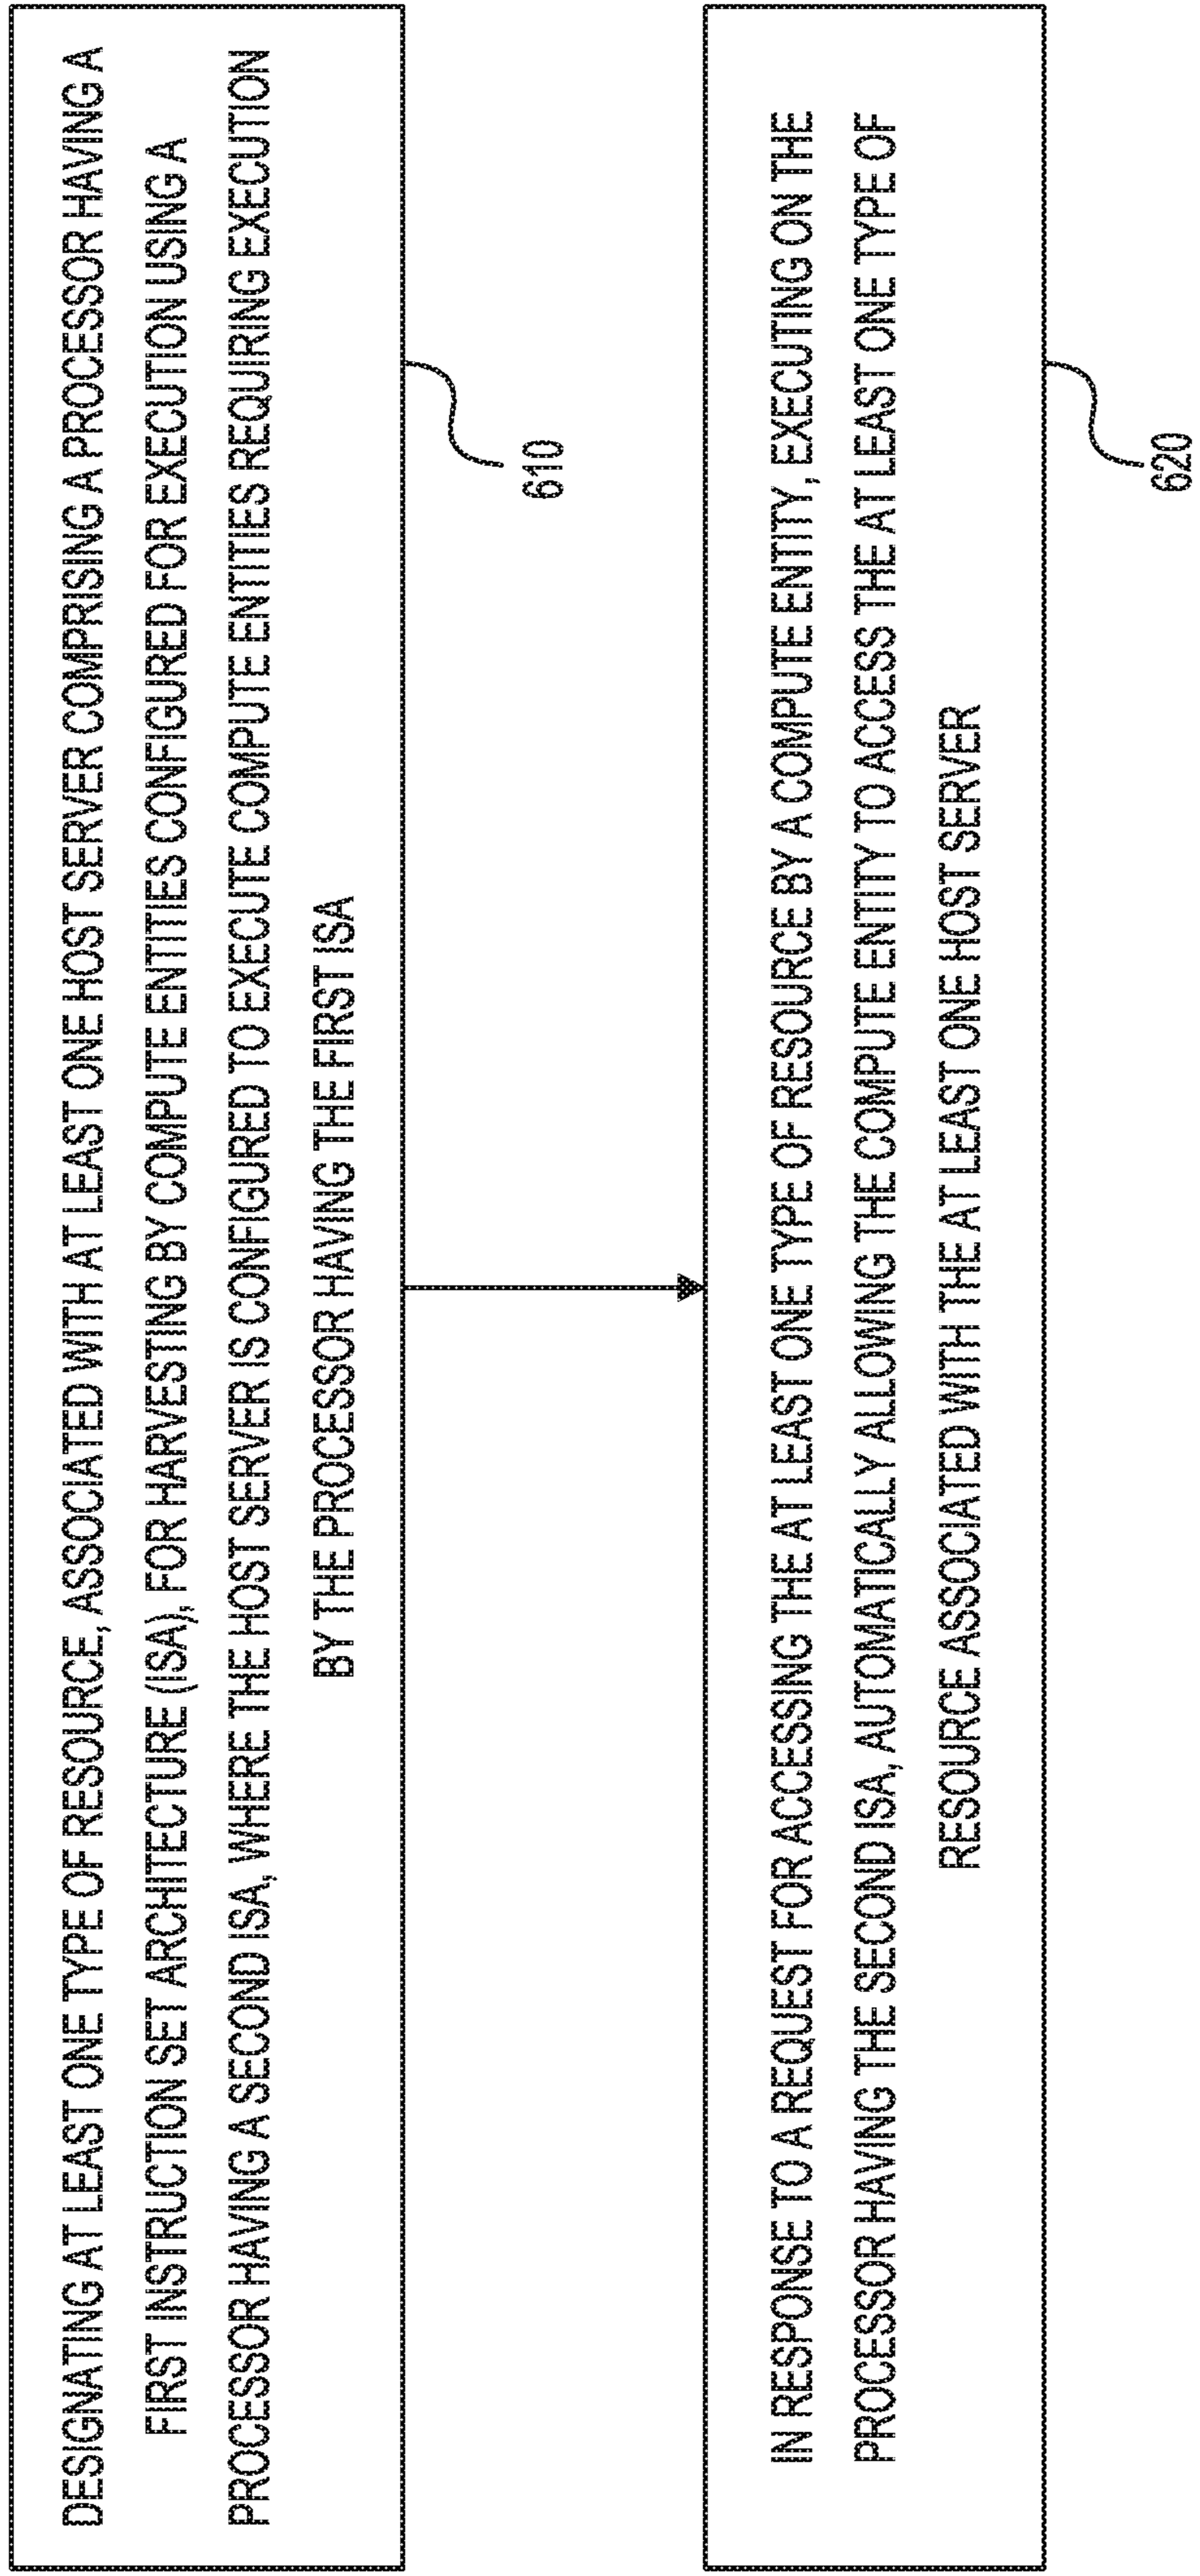 DESIGNATING AT LEAST ONE TYPE OF RESOURCE, ASSOCIATED WITH AT LEAST ONE HOST SERVER COMPRISING A PROCESSOR HAVING A
FIRST INSTRUCTION SET ARCHITECTURE (ISA), FOR HARVESTING BY COMPUTE ENTITIES CONFIGURED FOR EXECUTION USING A
PROCESSOR HAVING A SECOND ISA, WHERE THE HOST SERVER IS CONFIGURED TO EXECUTE COMPUTE ENTITIES REQUIRING EXECUTION
BY THE PROCESSOR HAVING THE FIRST ISA
610
IN RESPONSE TO A REQUEST FOR ACCESSING THE AT LEAST ONE TYPE OF RESOURCE BY A COMPUTE ENTITY, EXECUTING ON THE
PROCESSOR HAVING THE SECOND ISA, AUTOMATICALLY ALLOWING THE COMPUTE ENTITY TO ACCESS THE AT LEAST ONE TYPE OF
RESOURCE ASSOCIATED WITH THE AT LEAST ONE HOST SERVER
620